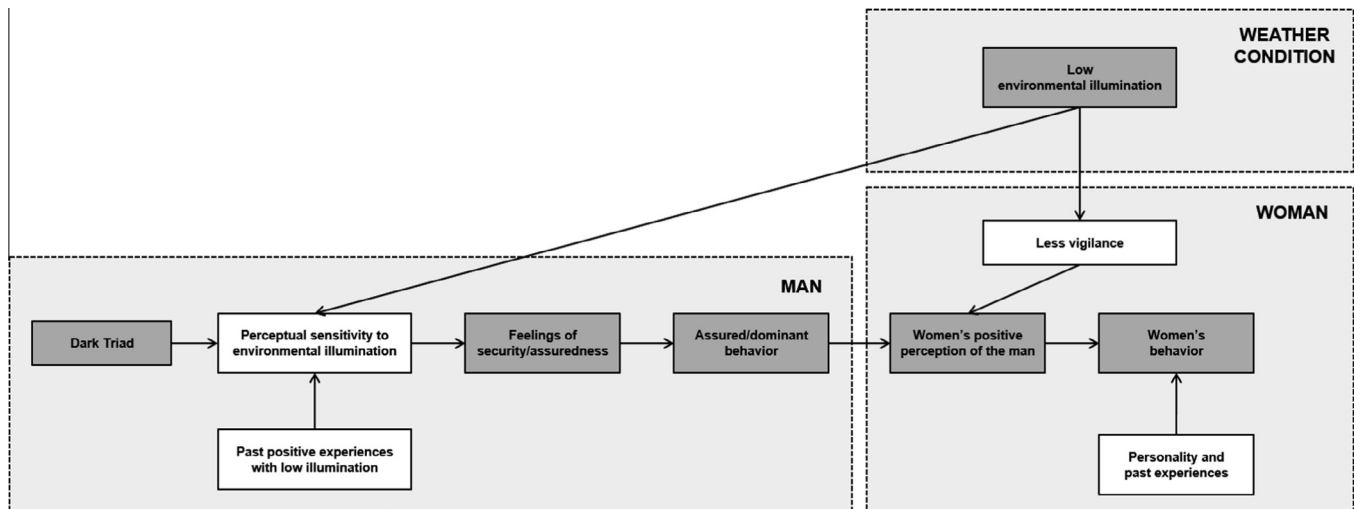 WEATHER
CONDITION
Low
environmental illumination
WOMAN
Less vigilance
MAN
Dark Triad
Perceptual sensitivity to
environmental illumination
Feelings of
security/assuredness
Assured/dominant
behavior
Women's positive
perception of the man
Women's
behavior
Past positive experiences
with low illumination
Personality and
past experiences